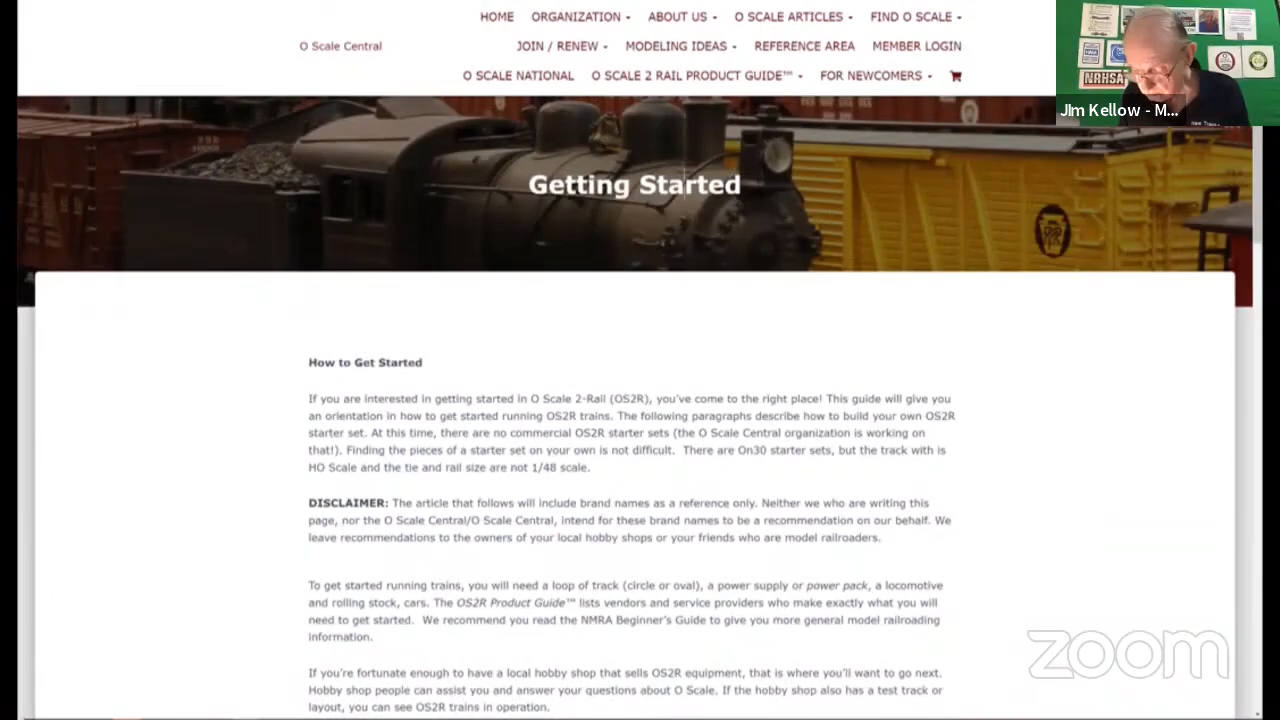 HOME ORGANIZATION ABOUT US O SCALE ARTICLES FIND O SCALE
O Scale Central
JOIN / RENEW MODELING IDEAS REFERENCE AREA MEMBER LOGIN
O SCALE NATIONAL O SCALE 2 RAIL PRODUCT GUIDE™ FOR NEWCOMERS
NRHSA
JIm Kellow - M...
Getting Started
How to Get Started
If you are interested in getting started in O Scale 2-Rail (OS2R), you've come to the right place! This guide will give you
an orientation in how to get started running OS2R trains. The following paragraphs describe how to build your own OS2R
starter set. At this time, there are no commercial OS2R starter sets (the O Scale Central organization is working on
that!). Finding the pieces of a starter set on your own is not difficult. There are On30 starter sets, but the track with is
HO Scale and the tie and rail size are not 1/48 scale.
DISCLAIMER: The article that follows will include brand names as a reference only. Neither we who are writing this
page, nor the O Scale Central/O Scale Central, intend for these brand names to be a recommendation on our behalf. We
leave recommendations to the owners of your local hobby shops or your friends who are model railroaders.
To get started running trains, you will need a loop of track (circle or oval), a power supply or power pack, a locomotive
and rolling stock, cars. The OS2R Product Guide™ lists vendors and service providers who make exactly what you will
need to get started. We recommend you read the NMRA Beginner's Guide to give you more general model railroading
information.
If you're fortunate enough to have a local hobby shop that sells OS2R equipment, that is where you'll want to go next.
Hobby shop people can assist you and answer your questions about O Scale. If the hobby shop also has a test track or
layout, you can see OS2R trains in operation.
zoom